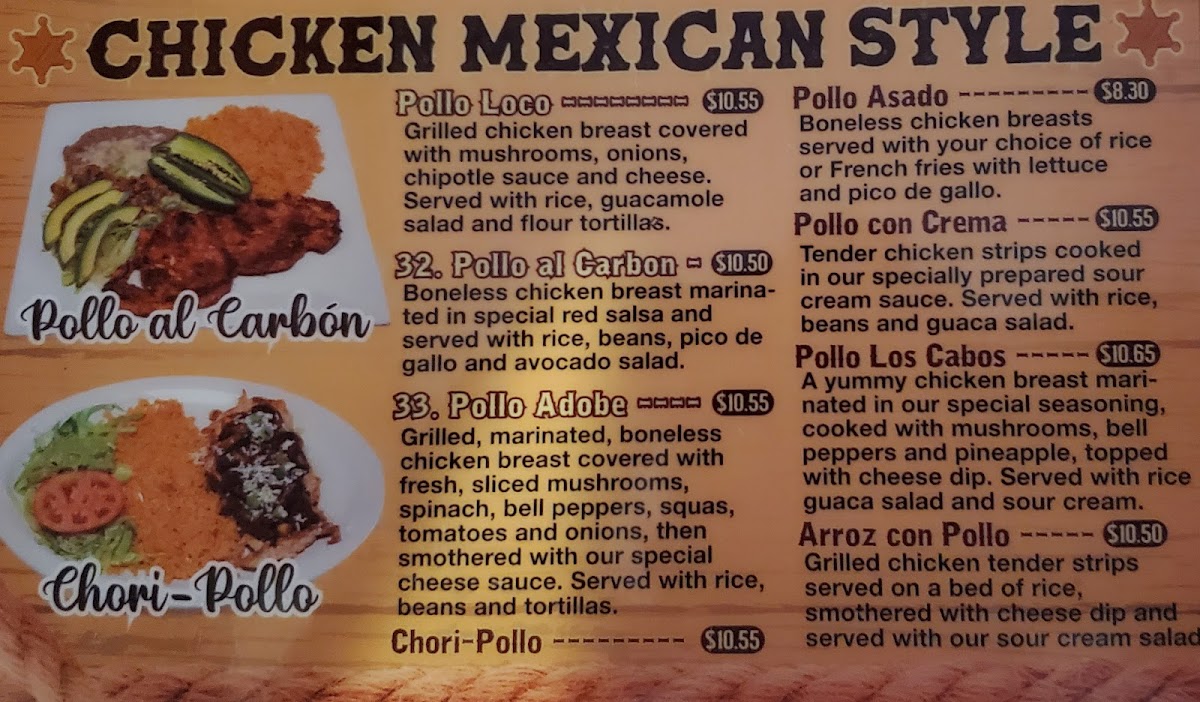 CHICKEN MEXICAN STYLE
Pollo al Carbón
Chori-Pollo
Pollo Loco $10.55
Grilled chicken breast covered
with mushrooms, onions,
chipotle sauce and cheese.
Served with rice, guacamole
salad and flour tortillas.
32. Pollo al Carbon $10.50
Boneless chicken breast marina-
ted in special red salsa and
served with rice, beans, pico de
gallo and avocado salad.
33. Pollo Adobe $10.55
Grilled, marinated, boneless
chicken breast covered with
fresh, sliced mushrooms,
spinach, bell peppers, squas,
tomatoes and onions, then
smothered with our special
cheese sauce. Served with rice,
beans and tortillas.
Chori-Pollo $10.55
Pollo Asado $8.30
Boneless chicken breasts
served with your choice of rice
or French fries with lettuce
and pico de gallo.
Pollo con Crema $10.55
Tender chicken strips cooked
in our specially prepared sour
cream sauce. Served with rice,
beans and guaca salad.
Pollo Los Cabos $10.65
A yummy chicken breast mari-
nated in our special seasoning,
cooked with mushrooms, bell
peppers and pineapple, topped
with cheese dip. Served with rice
guaca salad and sour cream.
Arroz con Pollo $10.50
Grilled chicken tender strips
served on a bed of rice,
smothered with cheese dip and
served with our sour cream salad